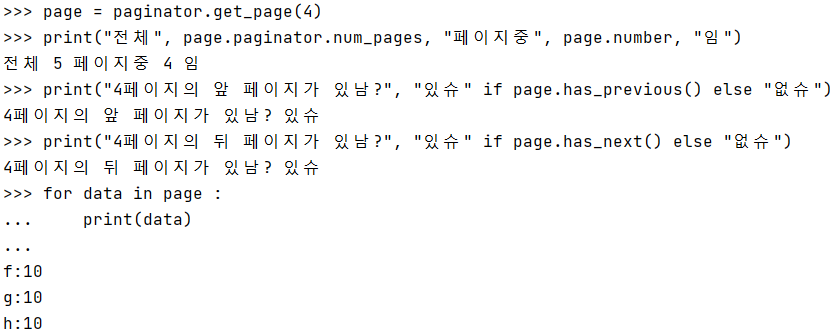 >>> page = paginator.get_page(4)
>>> print("전체", page.paginator.num_pages, "페이지중", page.number, "임")
전체 5 페이지중 4 임
>>> print("4페이지의 앞 페이지가 있남?", "있슈" if page.has_previous() else "없슈")
4페이지의 앞 페이지가 있남? 있슈
>>> print("4페이지의 뒤 페이지가 있남?", "있슈" if page.has_next() else "없슈")
4페이지의 뒤 페이지가 있남? 있슈
>>> for data in page :
...     print(data)
...
f:10
g:10
h:10